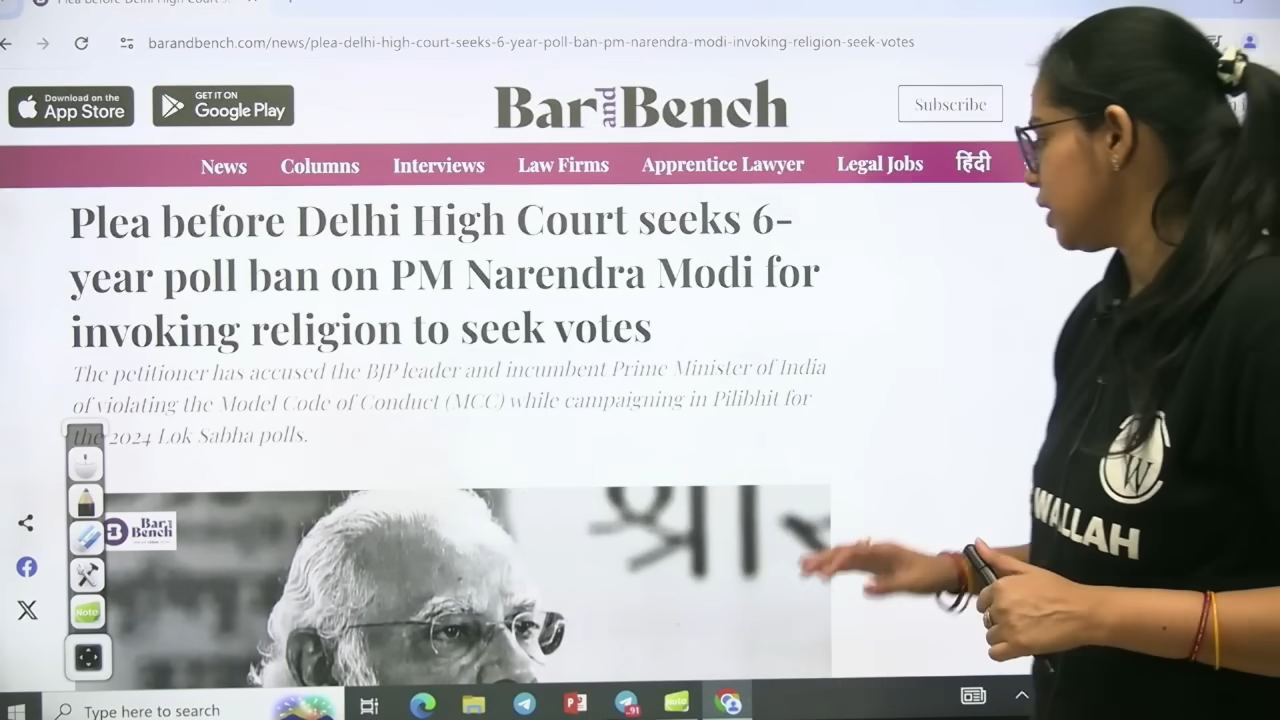 barandbench.com/news/plea-delhi-high-court-seeks-6-year-poll-ban-pm-narendra-modi-invoking-religion-seek-votes
Download on the
App Store
GET IT ON
Google Play
Bar and Bench
Subscribe
News Columns Interviews Law Firms Apprentice Lawyer Legal Jobs हिंदी
Plea before Delhi High Court seeks 6-
year poll ban on PM Narendra Modi for
invoking religion to seek votes
The petitioner has accused the BJP leader and incumbent Prime Minister of India
of violating the Model Code of Conduct (MCC) while campaigning in Pilibhit for
the 2024 Lok Sabha polls.
Bar &
Bench
श्री
Note
W
WALLAH
Type here to search
91
Note